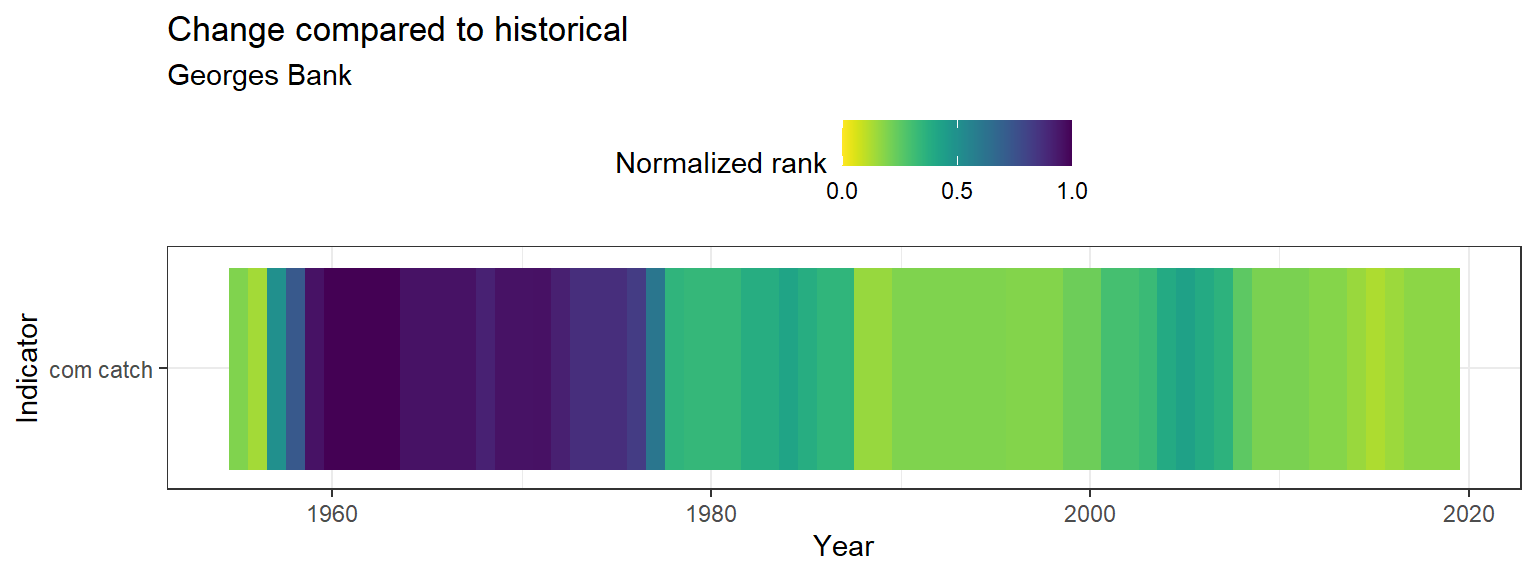 Change compared to historical
Georges Bank
Normalized rank
0.0 0.5 1.0
Indicator
com catch
1960 1980 2000 2020
Year